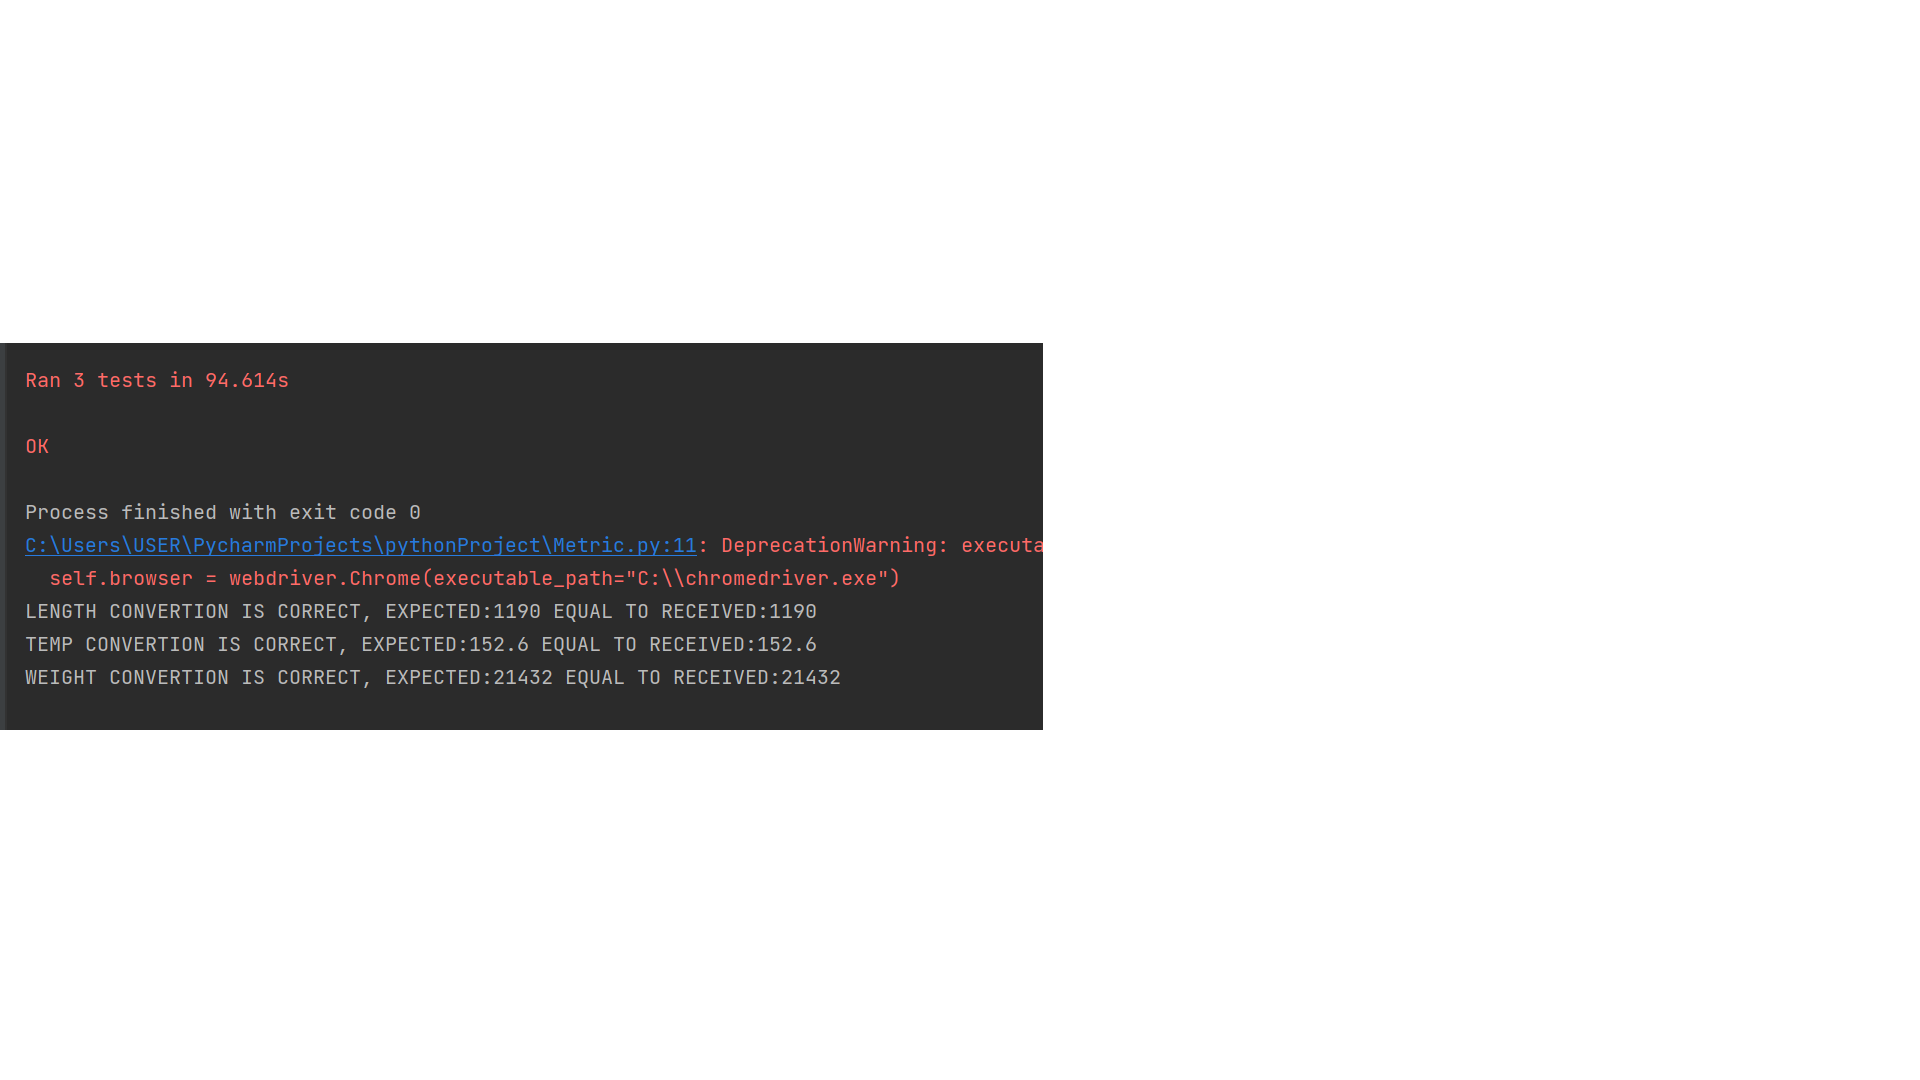 Ran 3 tests in 94.614s
OK
Process finished with exit code 0
C:\Users\USER\PycharmProjects\pythonProject\Metric.py:11: DeprecationWarning: executa
self.browser = webdriver.Chrome(executable_path="C:\\chromedriver.exe")
LENGTH CONVERTION IS CORRECT, EXPECTED:1190 EQUAL TO RECEIVED:1190
TEMP CONVERTION IS CORRECT, EXPECTED:152.6 EQUAL TO RECEIVED:152.6
WEIGHT CONVERTION IS CORRECT, EXPECTED:21432 EQUAL TO RECEIVED:21432